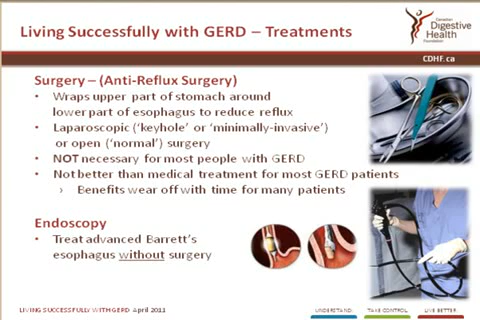 Living Successfully with GERD – Treatments
Canadian
Digestive
Health
Foundation
CDHF.ca
Surgery – (Anti-Reflux Surgery)
• Wraps upper part of stomach around
lower part of esophagus to reduce reflux
• Laparoscopic (‘keyhole’ or ‘minimally-invasive’)
or open (‘normal’) surgery
• NOT necessary for most people with GERD
• Not better than medical treatment for most GERD patients
› Benefits wear off with time for many patients
Endoscopy
• Treat advanced Barrett’s
esophagus without surgery
LIVING SUCCESSFULLY WITH GERD April 2011
UNDERSTAND. TAKE CONTROL. LIVE BETTER.